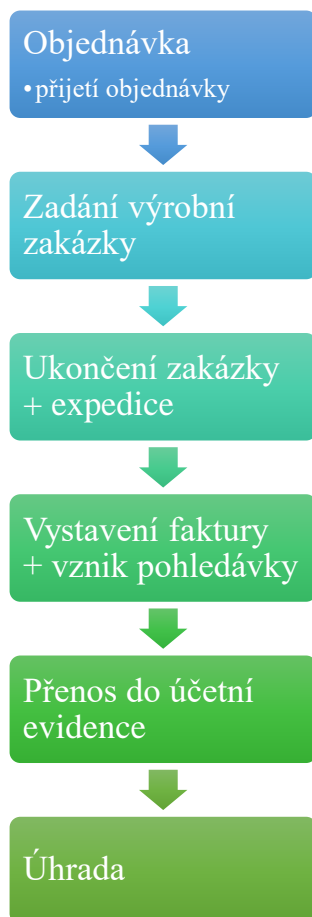 Objednávka
•přijetí objednávky
Zadání výrobní
zakázky
Ukončení zakázky
+ expedice
Vystavení faktury
+ vznik pohledávky
Přenos do účetní
evidence
Úhrada